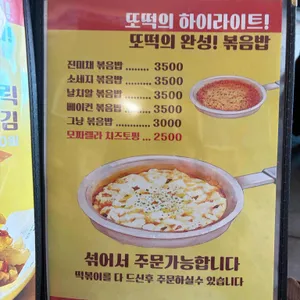 또떡의 하이라이트!
또떡의 완성! 볶음밥
진미채 볶음밥 ........ 3500
소세지 볶음밥 ........ 3500
날치알 볶음밥 ........ 3500
베이컨 볶음밥 ........ 3500
그냥 볶음밥 ........ 3000
모짜렐라 치즈토핑 ... 2500
섞어서 주문가능합니다
떡볶이를 다 드신후 주문하실수 있습니다
릭
김